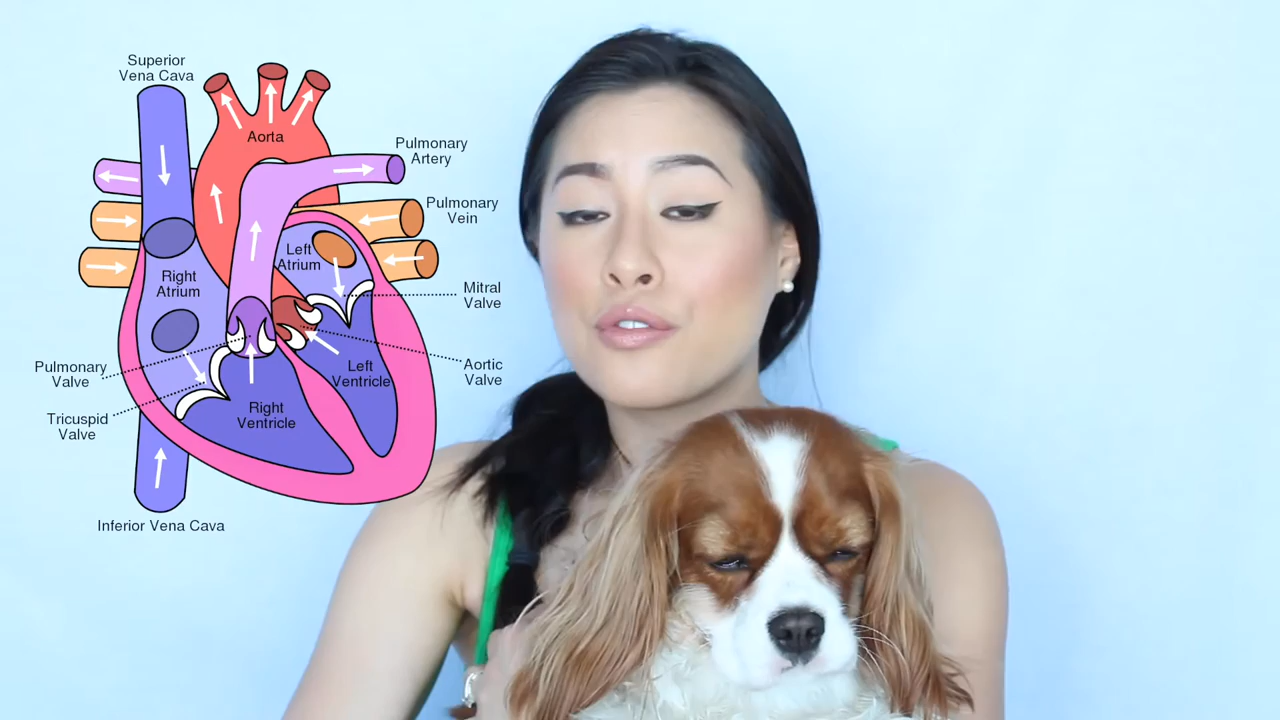 Superior
Vena Cava
Aorta
Pulmonary
Artery
Pulmonary
Vein
Left
Atrium
Right
Atrium
Mitral
Valve
Pulmonary
Valve
Aortic
Valve
Left
Ventricle
Tricuspid
Valve
Right
Ventricle
Inferior Vena Cava